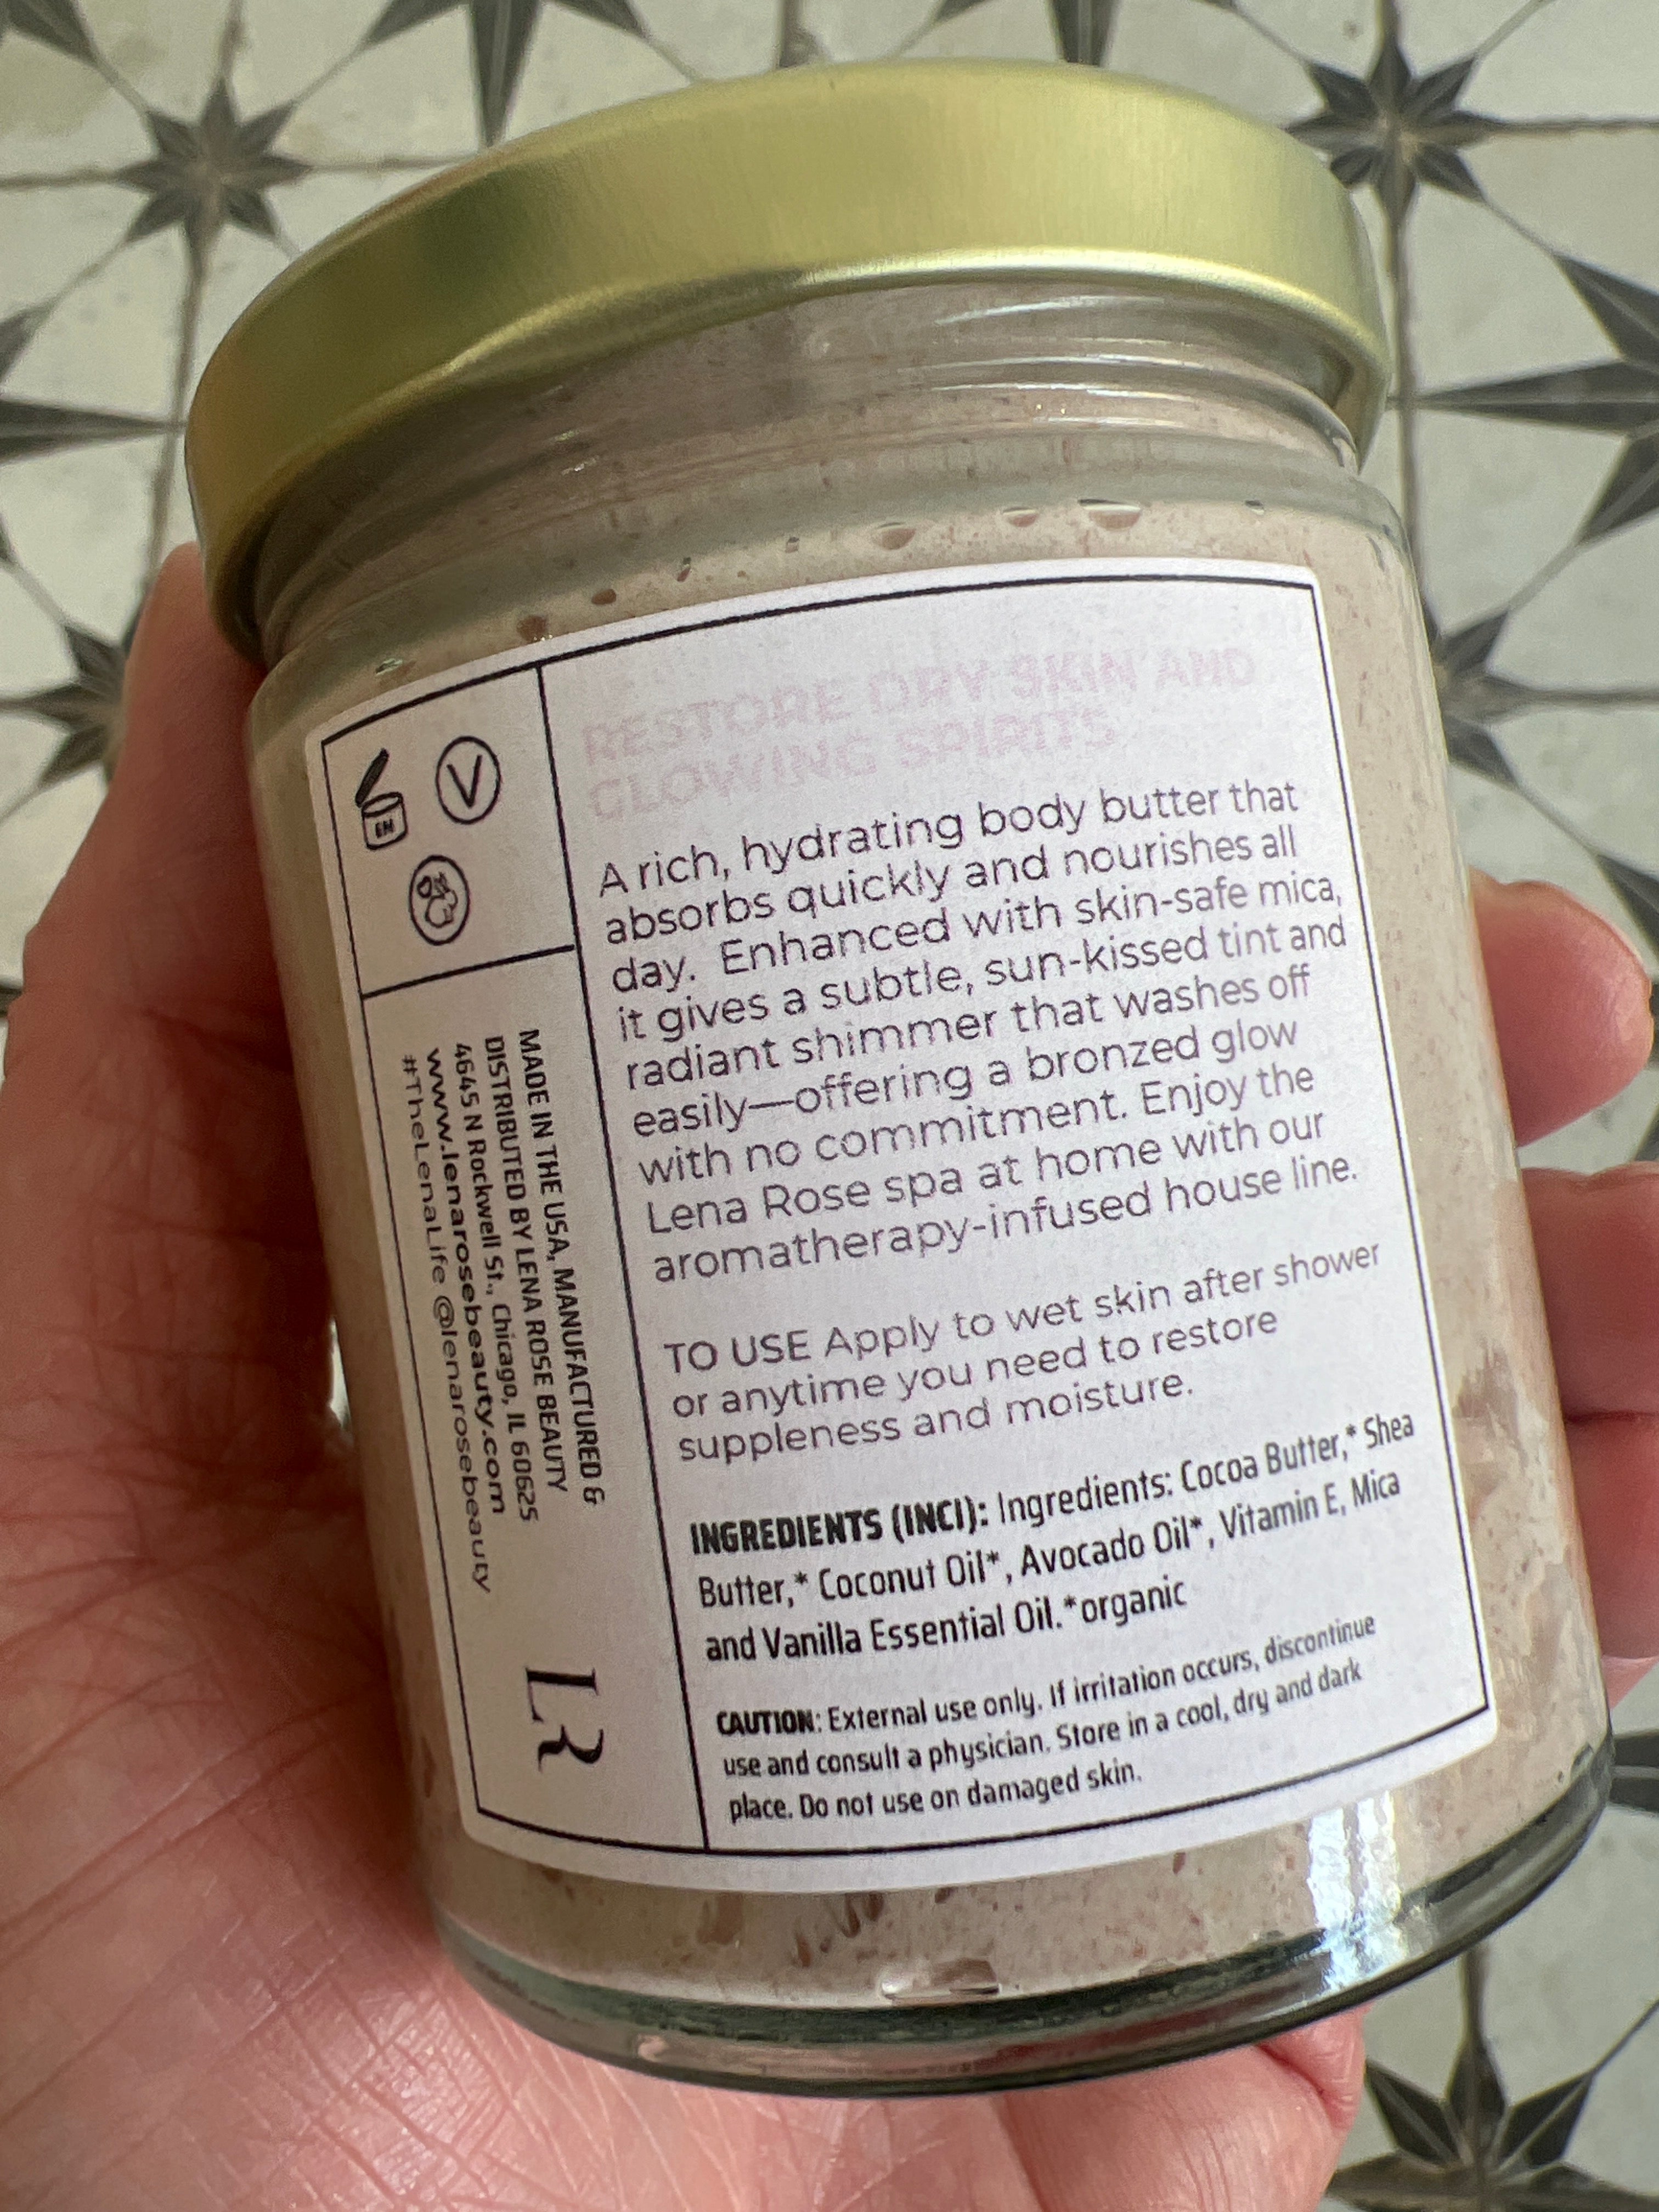 RESTORE DRY SKIN AND
GLOWING SPIRITS
A rich, hydrating body butter that
absorbs quickly and nourishes all
day. Enhanced with skin-safe mica,
it gives a subtle, sun-kissed tint and
radiant shimmer that washes off
easily—offering a bronzed glow
with no commitment. Enjoy the
Lena Rose spa at home with our
aromatherapy-infused house line.
TO USE Apply to wet skin after shower
or anytime you need to restore
suppleness and moisture.
INGREDIENTS (INCI): Ingredients: Cocoa Butter,* Shea
Butter,* Coconut Oil*, Avocado Oil*, Vitamin E, Mica
and Vanilla Essential Oil.*organic
CAUTION: External use only. If irritation occurs, discontinue
use and consult a physician. Store in a cool, dry and dark
place. Do not use on damaged skin.
V
MADE IN THE USA, MANUFACTURED &
DISTRIBUTED BY LENA ROSE BEAUTY
4645 N Rockwell St., Chicago, IL 60625
www.lenarosebeauty.com
#TheLenaLife @lenarosebeauty
LR